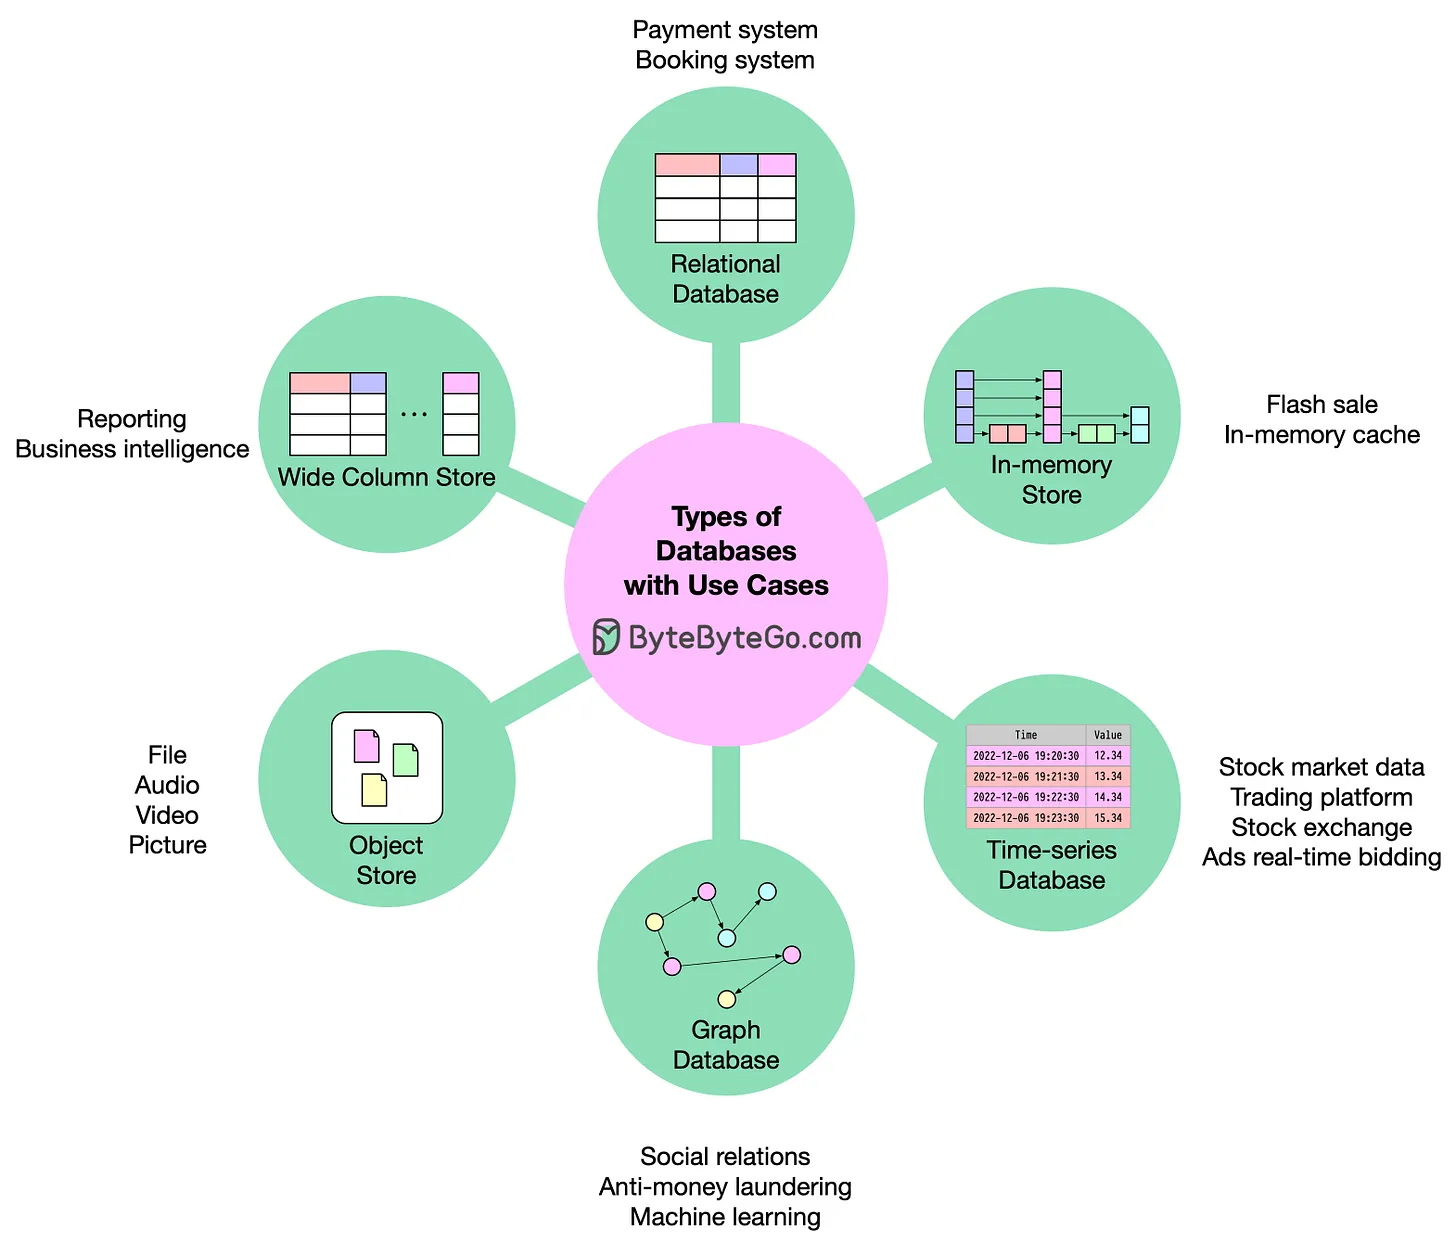 Payment system
Booking system
Relational
Database
Wide Column Store
Reporting
Business intelligence
In-memory
Store
Flash sale
In-memory cache
Types of
Databases
with Use Cases
ByteByteGo.com
File
Audio
Video
Picture
Object
Store
Time Value
2022-12-06 19:20:30 12.34
2022-12-06 19:21:30 13.34
2022-12-06 19:22:30 14.34
2022-12-06 19:23:30 15.34
Time-series
Database
Stock market data
Trading platform
Stock exchange
Ads real-time bidding
Graph
Database
Social relations
Anti-money laundering
Machine learning